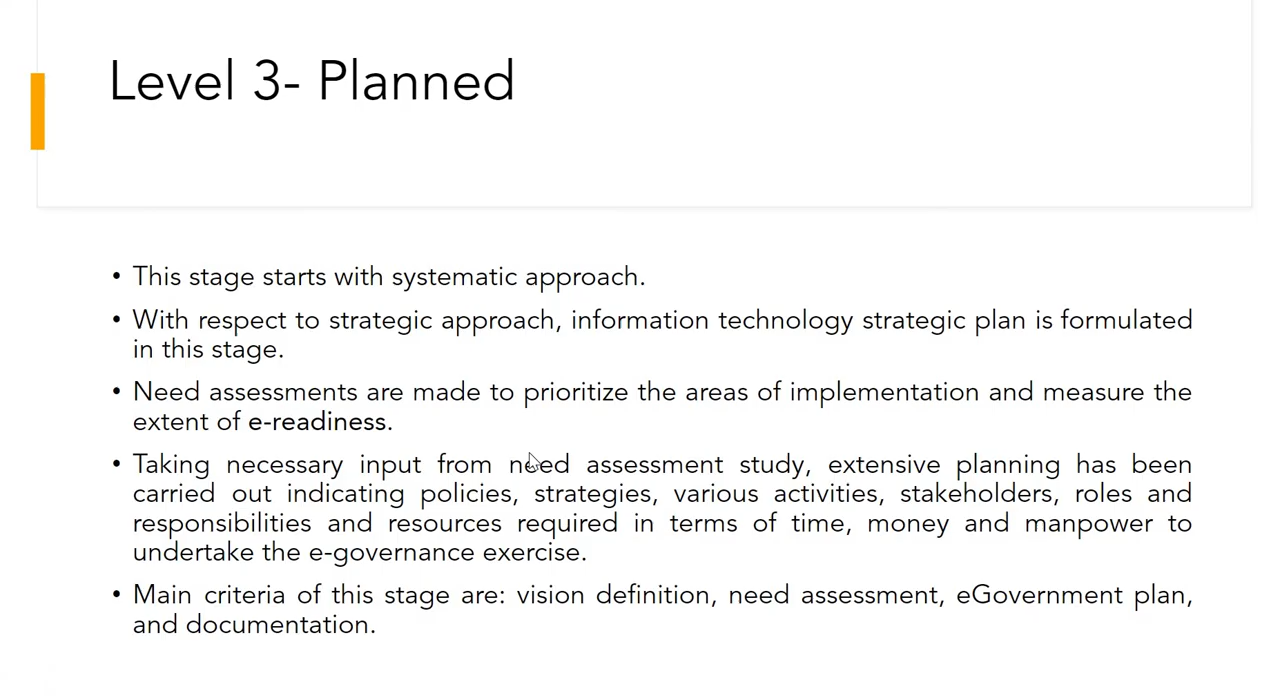 Level 3- Planned
• This stage starts with systematic approach.
• With respect to strategic approach, information technology strategic plan is formulated
in this stage.
• Need assessments are made to prioritize the areas of implementation and measure the
extent of e-readiness.
• Taking necessary input from need assessment study, extensive planning has been
carried out indicating policies, strategies, various activities, stakeholders, roles and
responsibilities and resources required in terms of time, money and manpower to
undertake the e-governance exercise.
• Main criteria of this stage are: vision definition, need assessment, eGovernment plan,
and documentation.